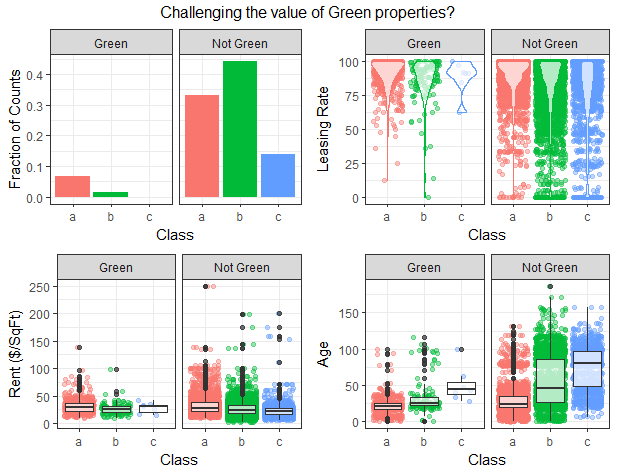 Challenging the value of Green properties?
Green Not Green
Fraction of Counts
0.4
0.3
0.2
0.1
0.0
a b c a b c
Class
Green Not Green
Leasing Rate
100
75
50
25
0
a b c a b c
Class
Green Not Green
Rent ($/SqFt)
250
200
150
100
50
0
a b c a b c
Class
Green Not Green
Age
150
100
50
0
a b c a b c
Class